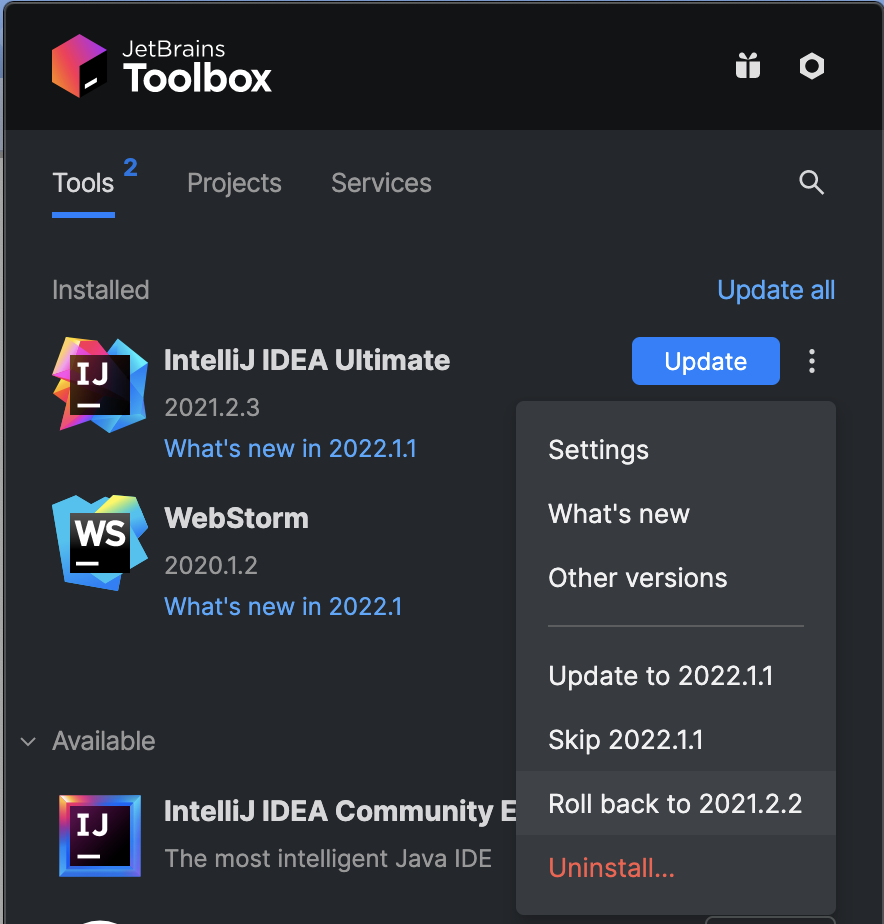 JetBrains
Toolbox
Tools 2 Projects Services
Installed Update all
IJ
IntelliJ IDEA Ultimate Update
2021.2.3
What's new in 2022.1.1
WS
WebStorm
2020.1.2
What's new in 2022.1
Settings
What's new
Other versions
Update to 2022.1.1
Skip 2022.1.1
Roll back to 2021.2.2
Uninstall...
Available
IJ
IntelliJ IDEA Community E
The most intelligent Java IDE